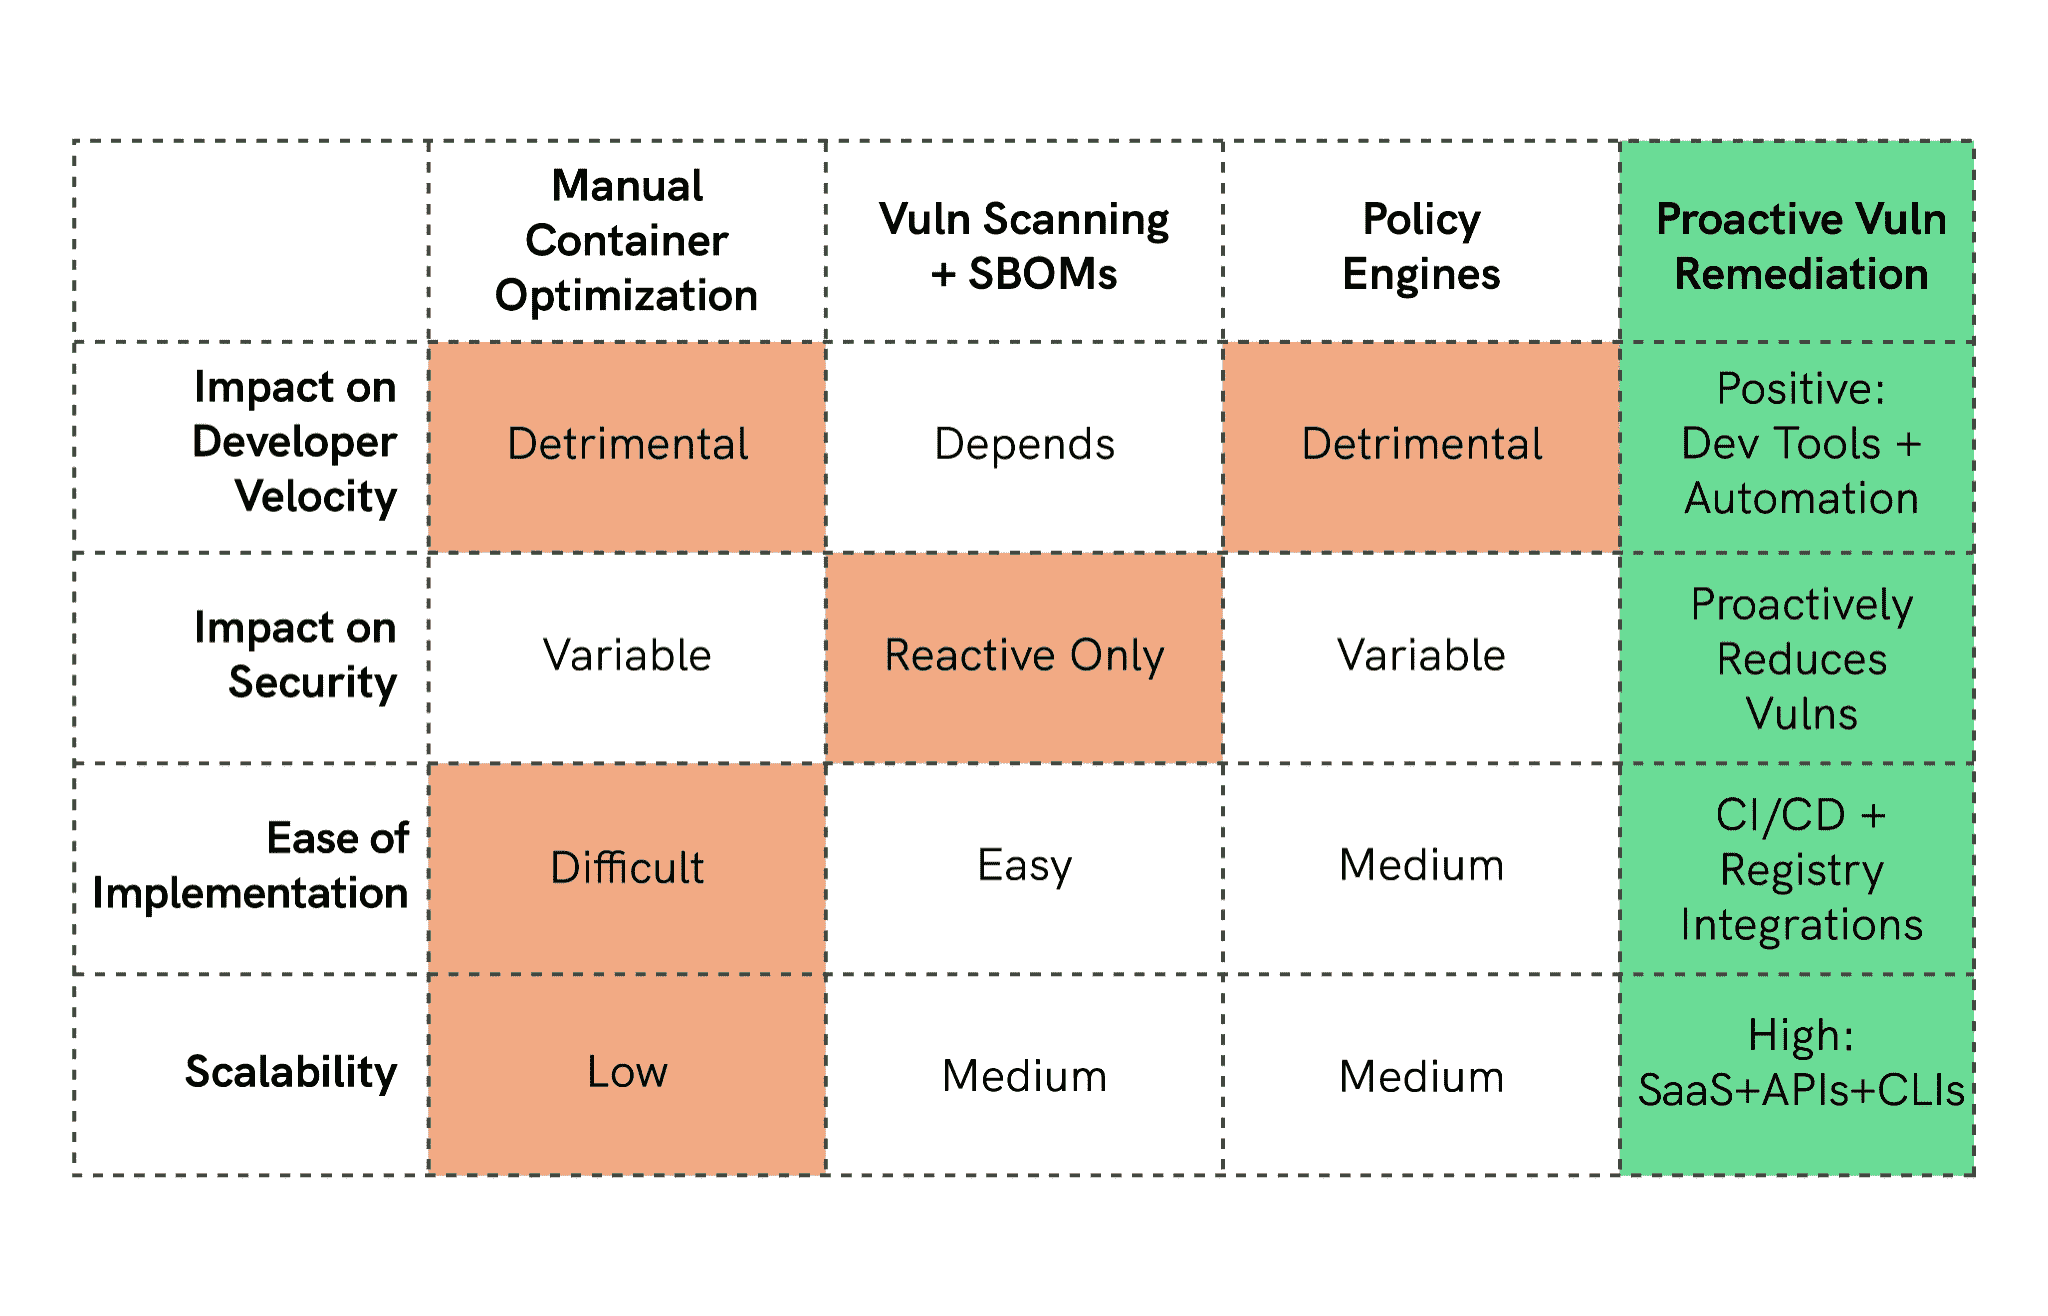 Manual
Container
Optimization
Vuln Scanning
+ SBOMs
Policy
Engines
Proactive Vuln
Remediation
Impact on
Developer
Velocity
Detrimental
Depends
Detrimental
Positive:
Dev Tools +
Automation
Impact on
Security
Variable
Reactive Only
Variable
Proactively
Reduces
Vulns
Ease of
Implementation
Difficult
Easy
Medium
CI/CD +
Registry
Integrations
Scalability
Low
Medium
Medium
High:
SaaS+APIs+CLIs